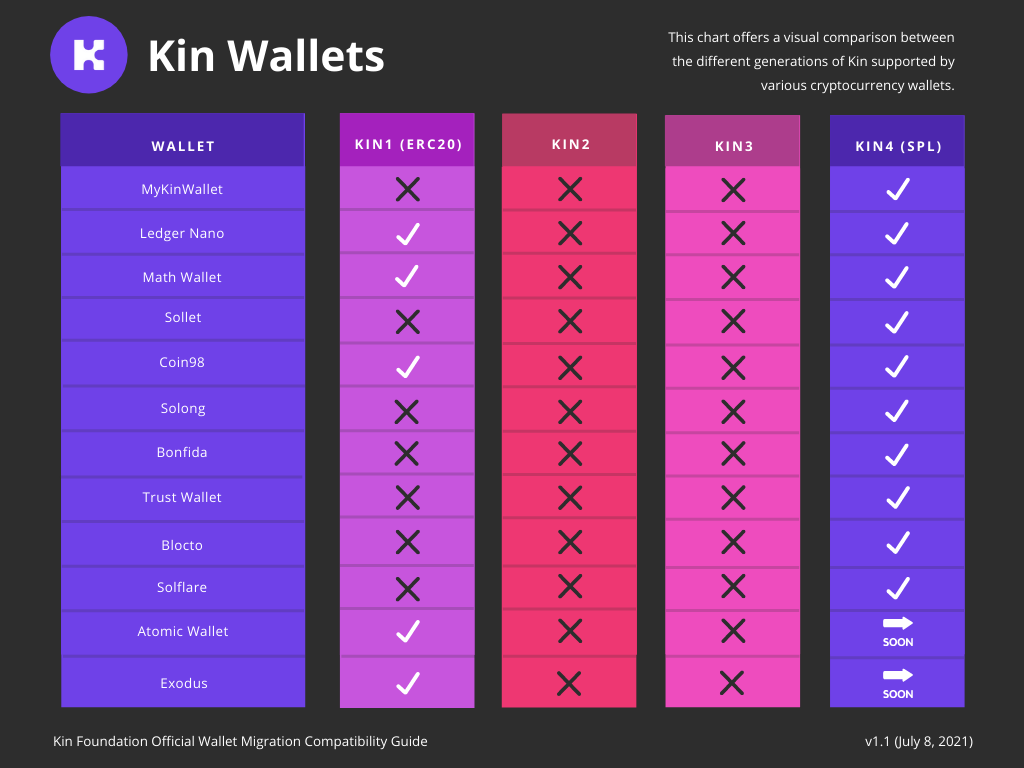 Kin Wallets
This chart offers a visual comparison between
the different generations of Kin supported by
various cryptocurrency wallets.
WALLET KIN1 (ERC20) KIN2 KIN3 KIN4 (SPL)
MyKinWallet
Ledger Nano
Math Wallet
Sollet
Coin98
Solong
Bonfida
Trust Wallet
Blocto
Solflare
Atomic Wallet SOON
Exodus SOON
Kin Foundation Official Wallet Migration Compatibility Guide
v1.1 (July 8, 2021)